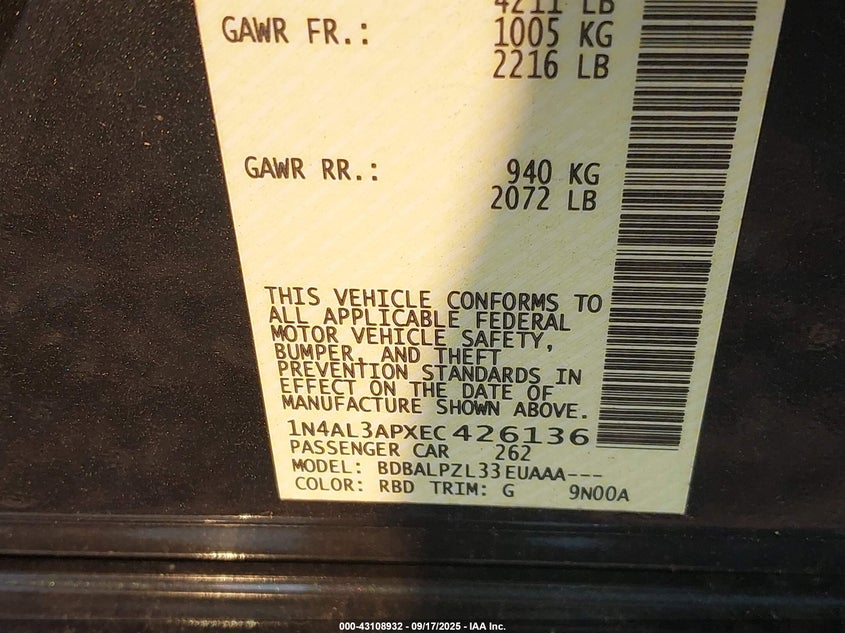 4211 LB
GAWR FR.: 1005 KG
2216 LB
GAWR RR.: 940 KG
2072 LB
THIS VEHICLE CONFORMS TO
ALL APPLICABLE FEDERAL
MOTOR VEHICLE SAFETY,
BUMPER, AND THEFT
PREVENTION STANDARDS IN
EFFECT ON THE DATE OF
MANUFACTURE SHOWN ABOVE.
1N4AL3APXEC426136
PASSENGER CAR 262
MODEL: BDBALPZL33EUAAA---
COLOR: RBD TRIM: G 9N00A
000-43108932 - 09/17/2025 - IAA Inc.